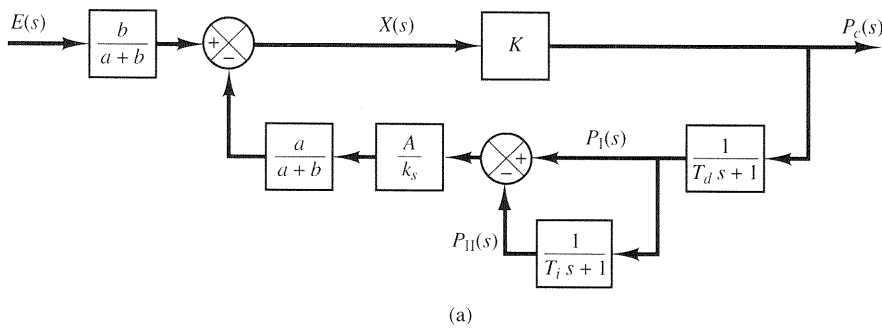 E(s)
b
a + b
+
−
X(s)
K
P_c(s)
a
a + b
A
k_s
+
−
P_I(s)
1
T_d s + 1
P_II(s)
1
T_i s + 1
(a)